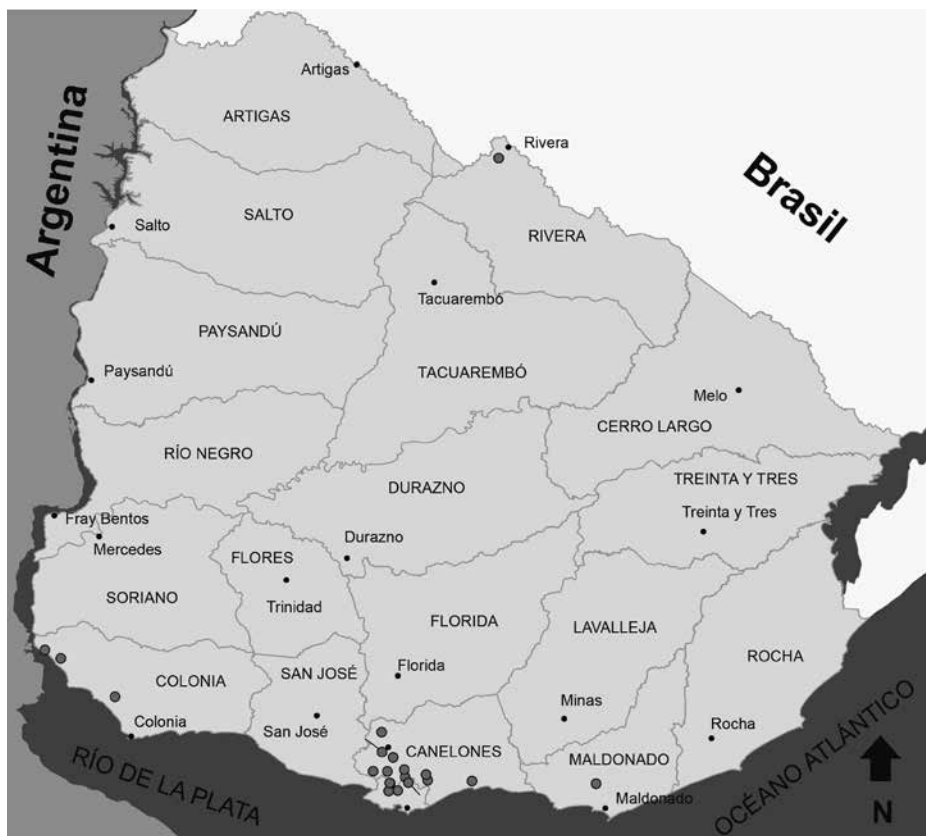 Artigas
ARTIGAS
Argentina
Rivera
Brasil
SALTO
Salto
RIVERA
Tacuarembó
PAYSANDÚ
Paysandú
TACUAREMBÓ
Melo
CERRO LARGO
RÍO NEGRO
DURAZNO
TREINTA Y TRES
Fray Bentos
Treinta y Tres
Mercedes
Durazno
FLORES
SORIANO
Trinidad
FLORIDA
LAVALLEJA
ROCHA
SAN JOSÉ
Florida
COLONIA
Minas
Colonia
San José
Rocha
CANELONES
MALDONADO
RÍO DE LA PLATA
OCÉANO ATLÁNTICO
Maldonado
N